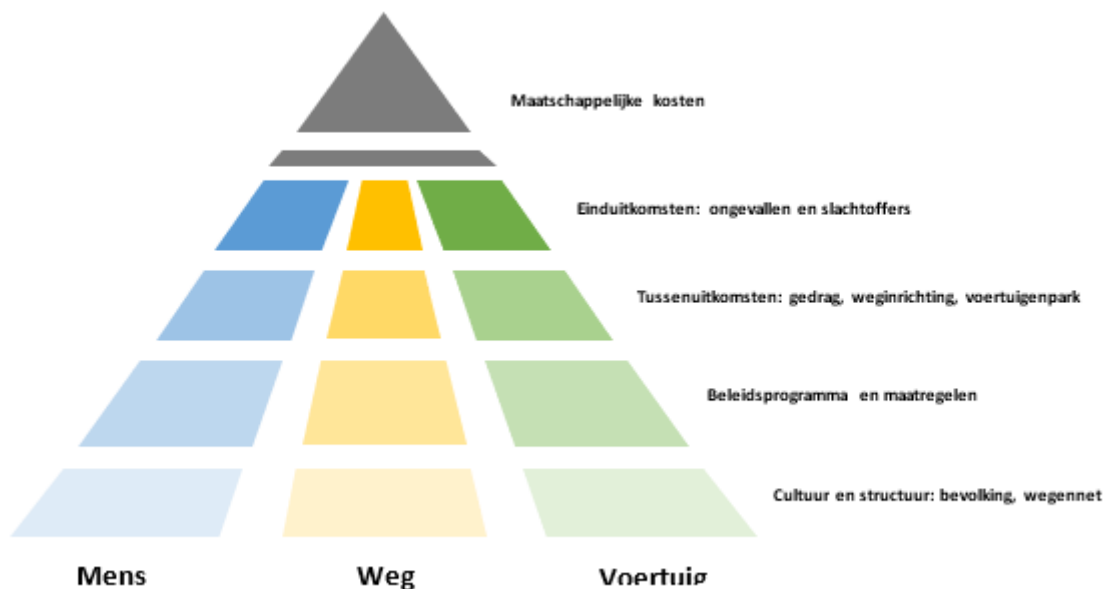 Maatschappelijke kosten
Einduitkomsten: ongevallen en slachtoffers
Tussenuitkomsten: gedrag, weginrichting, voertuigenpark
Beleidsprogramma en maatregelen
Cultuur en structuur: bevolking, wegennet
Mens Weg Voertuig